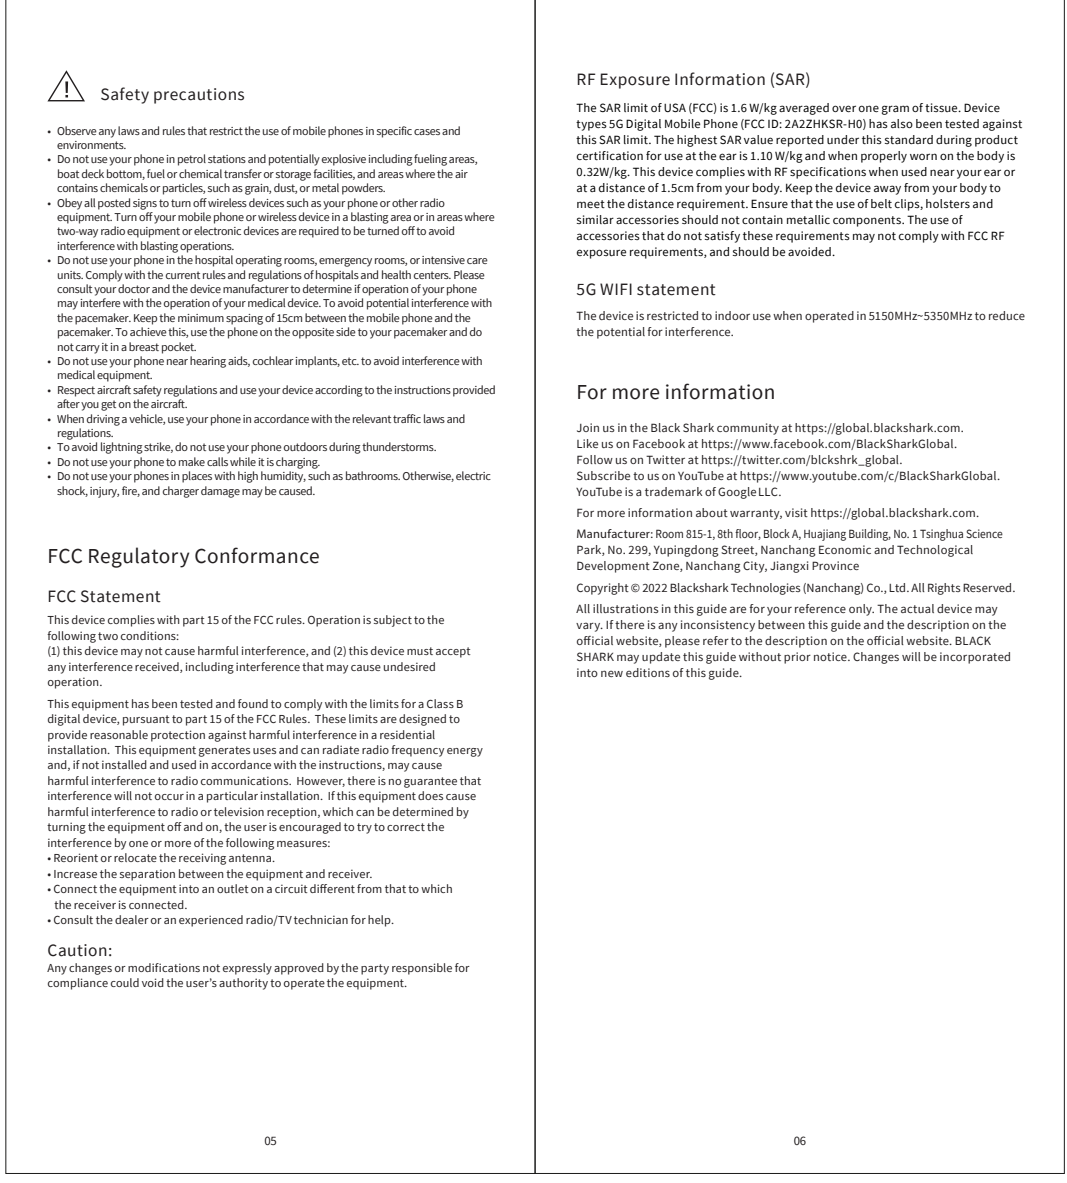 Safety precautions
• Observe any laws and rules that restrict the use of mobile phones in specific cases and
environments.
• Do not use your phone in petrol stations and potentially explosive including fueling areas,
boat deck bottom, fuel or chemical transfer or storage facilities, and areas where the air
contains chemicals or particles, such as grain, dust, or metal powders.
• Obey all posted signs to turn off wireless devices such as your phone or other radio
equipment. Turn off your mobile phone or wireless device in a blasting area or in areas where
two-way radio equipment or electronic devices are required to be turned off to avoid
interference with blasting operations.
• Do not use your phone in the hospital operating rooms, emergency rooms, or intensive care
units. Comply with the current rules and regulations of hospitals and health centers. Please
consult your doctor and the device manufacturer to determine if operation of your phone
may interfere with the operation of your medical device. To avoid potential interference with
the pacemaker. Keep the minimum spacing of 15cm between the mobile phone and the
pacemaker. To achieve this, use the phone on the opposite side to your pacemaker and do
not carry it in a breast pocket.
• Do not use your phone near hearing aids, cochlear implants, etc. to avoid interference with
medical equipment.
• Respect aircraft safety regulations and use your device according to the instructions provided
after you get on the aircraft.
• When driving a vehicle, use your phone in accordance with the relevant traffic laws and
regulations.
• To avoid lightning strike, do not use your phone outdoors during thunderstorms.
• Do not use your phone to make calls while it is charging.
• Do not use your phones in places with high humidity, such as bathrooms. Otherwise, electric
shock, injury, fire, and charger damage may be caused.
FCC Regulatory Conformance
FCC Statement
This device complies with part 15 of the FCC rules. Operation is subject to the
following two conditions:
(1) this device may not cause harmful interference, and (2) this device must accept
any interference received, including interference that may cause undesired
operation.
This equipment has been tested and found to comply with the limits for a Class B
digital device, pursuant to part 15 of the FCC Rules. These limits are designed to
provide reasonable protection against harmful interference in a residential
installation. This equipment generates uses and can radiate radio frequency energy
and, if not installed and used in accordance with the instructions, may cause
harmful interference to radio communications. However, there is no guarantee that
interference will not occur in a particular installation. If this equipment does cause
harmful interference to radio or television reception, which can be determined by
turning the equipment off and on, the user is encouraged to try to correct the
interference by one or more of the following measures:
• Reorient or relocate the receiving antenna.
• Increase the separation between the equipment and receiver.
• Connect the equipment into an outlet on a circuit different from that to which
the receiver is connected.
• Consult the dealer or an experienced radio/TV technician for help.
Caution:
Any changes or modifications not expressly approved by the party responsible for
compliance could void the user's authority to operate the equipment.
05
RF Exposure Information (SAR)
The SAR limit of USA (FCC) is 1.6 W/kg averaged over one gram of tissue. Device
types 5G Digital Mobile Phone (FCC ID: 2A2ZHKSR-H0) has also been tested against
this SAR limit. The highest SAR value reported under this standard during product
certification for use at the ear is 1.10 W/kg and when properly worn on the body is
0.32W/kg. This device complies with RF specifications when used near your ear or
at a distance of 1.5cm from your body. Keep the device away from your body to
meet the distance requirement. Ensure that the use of belt clips, holsters and
similar accessories should not contain metallic components. The use of
accessories that do not satisfy these requirements may not comply with FCC RF
exposure requirements, and should be avoided.
5G WIFI statement
The device is restricted to indoor use when operated in 5150MHz~5350MHz to reduce
the potential for interference.
For more information
Join us in the Black Shark community at https://global.blackshark.com.
Like us on Facebook at https://www.facebook.com/BlackSharkGlobal.
Follow us on Twitter at https://twitter.com/blckshrk_global.
Subscribe to us on YouTube at https://www.youtube.com/c/BlackSharkGlobal.
YouTube is a trademark of Google LLC.
For more information about warranty, visit https://global.blackshark.com.
Manufacturer: Room 815-1, 8th floor, Block A, Huajiang Building, No. 1 Tsinghua Science
Park, No. 299, Yupingdong Street, Nanchang Economic and Technological
Development Zone, Nanchang City, Jiangxi Province
Copyright © 2022 Blackshark Technologies (Nanchang) Co., Ltd. All Rights Reserved.
All illustrations in this guide are for your reference only. The actual device may
vary. If there is any inconsistency between this guide and the description on the
official website, please refer to the description on the official website. BLACK
SHARK may update this guide without prior notice. Changes will be incorporated
into new editions of this guide.
06